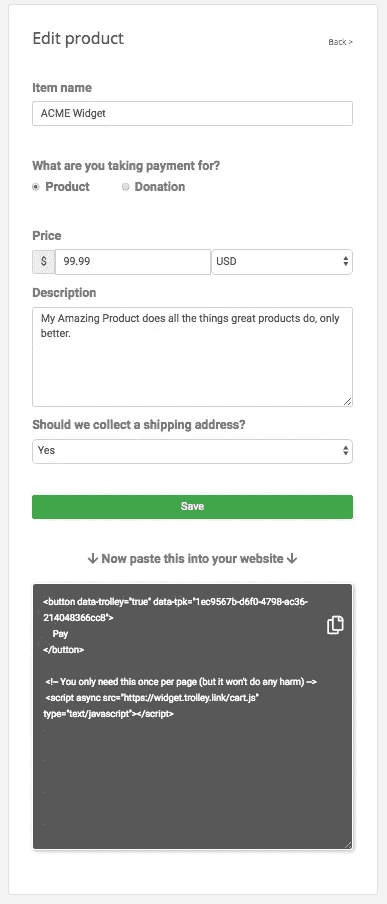 Edit product
Back >
Item name
ACME Widget
What are you taking payment for?
Product Donation
Price
$ 99.99 USD
Description
My Amazing Product does all the things great products do, only
better.
Should we collect a shipping address?
Yes
Save
↓ Now paste this into your website ↓
<button data-trolley="true" data-tpk="1ec9567b-d6f0-4798-ac36-
214048366cc8">
Pay
</button>
<!-- You only need this once per page (but it won't do any harm) -->
<script async src="https://widget.trolley.link/cart.js"
type="text/javascript"></script>